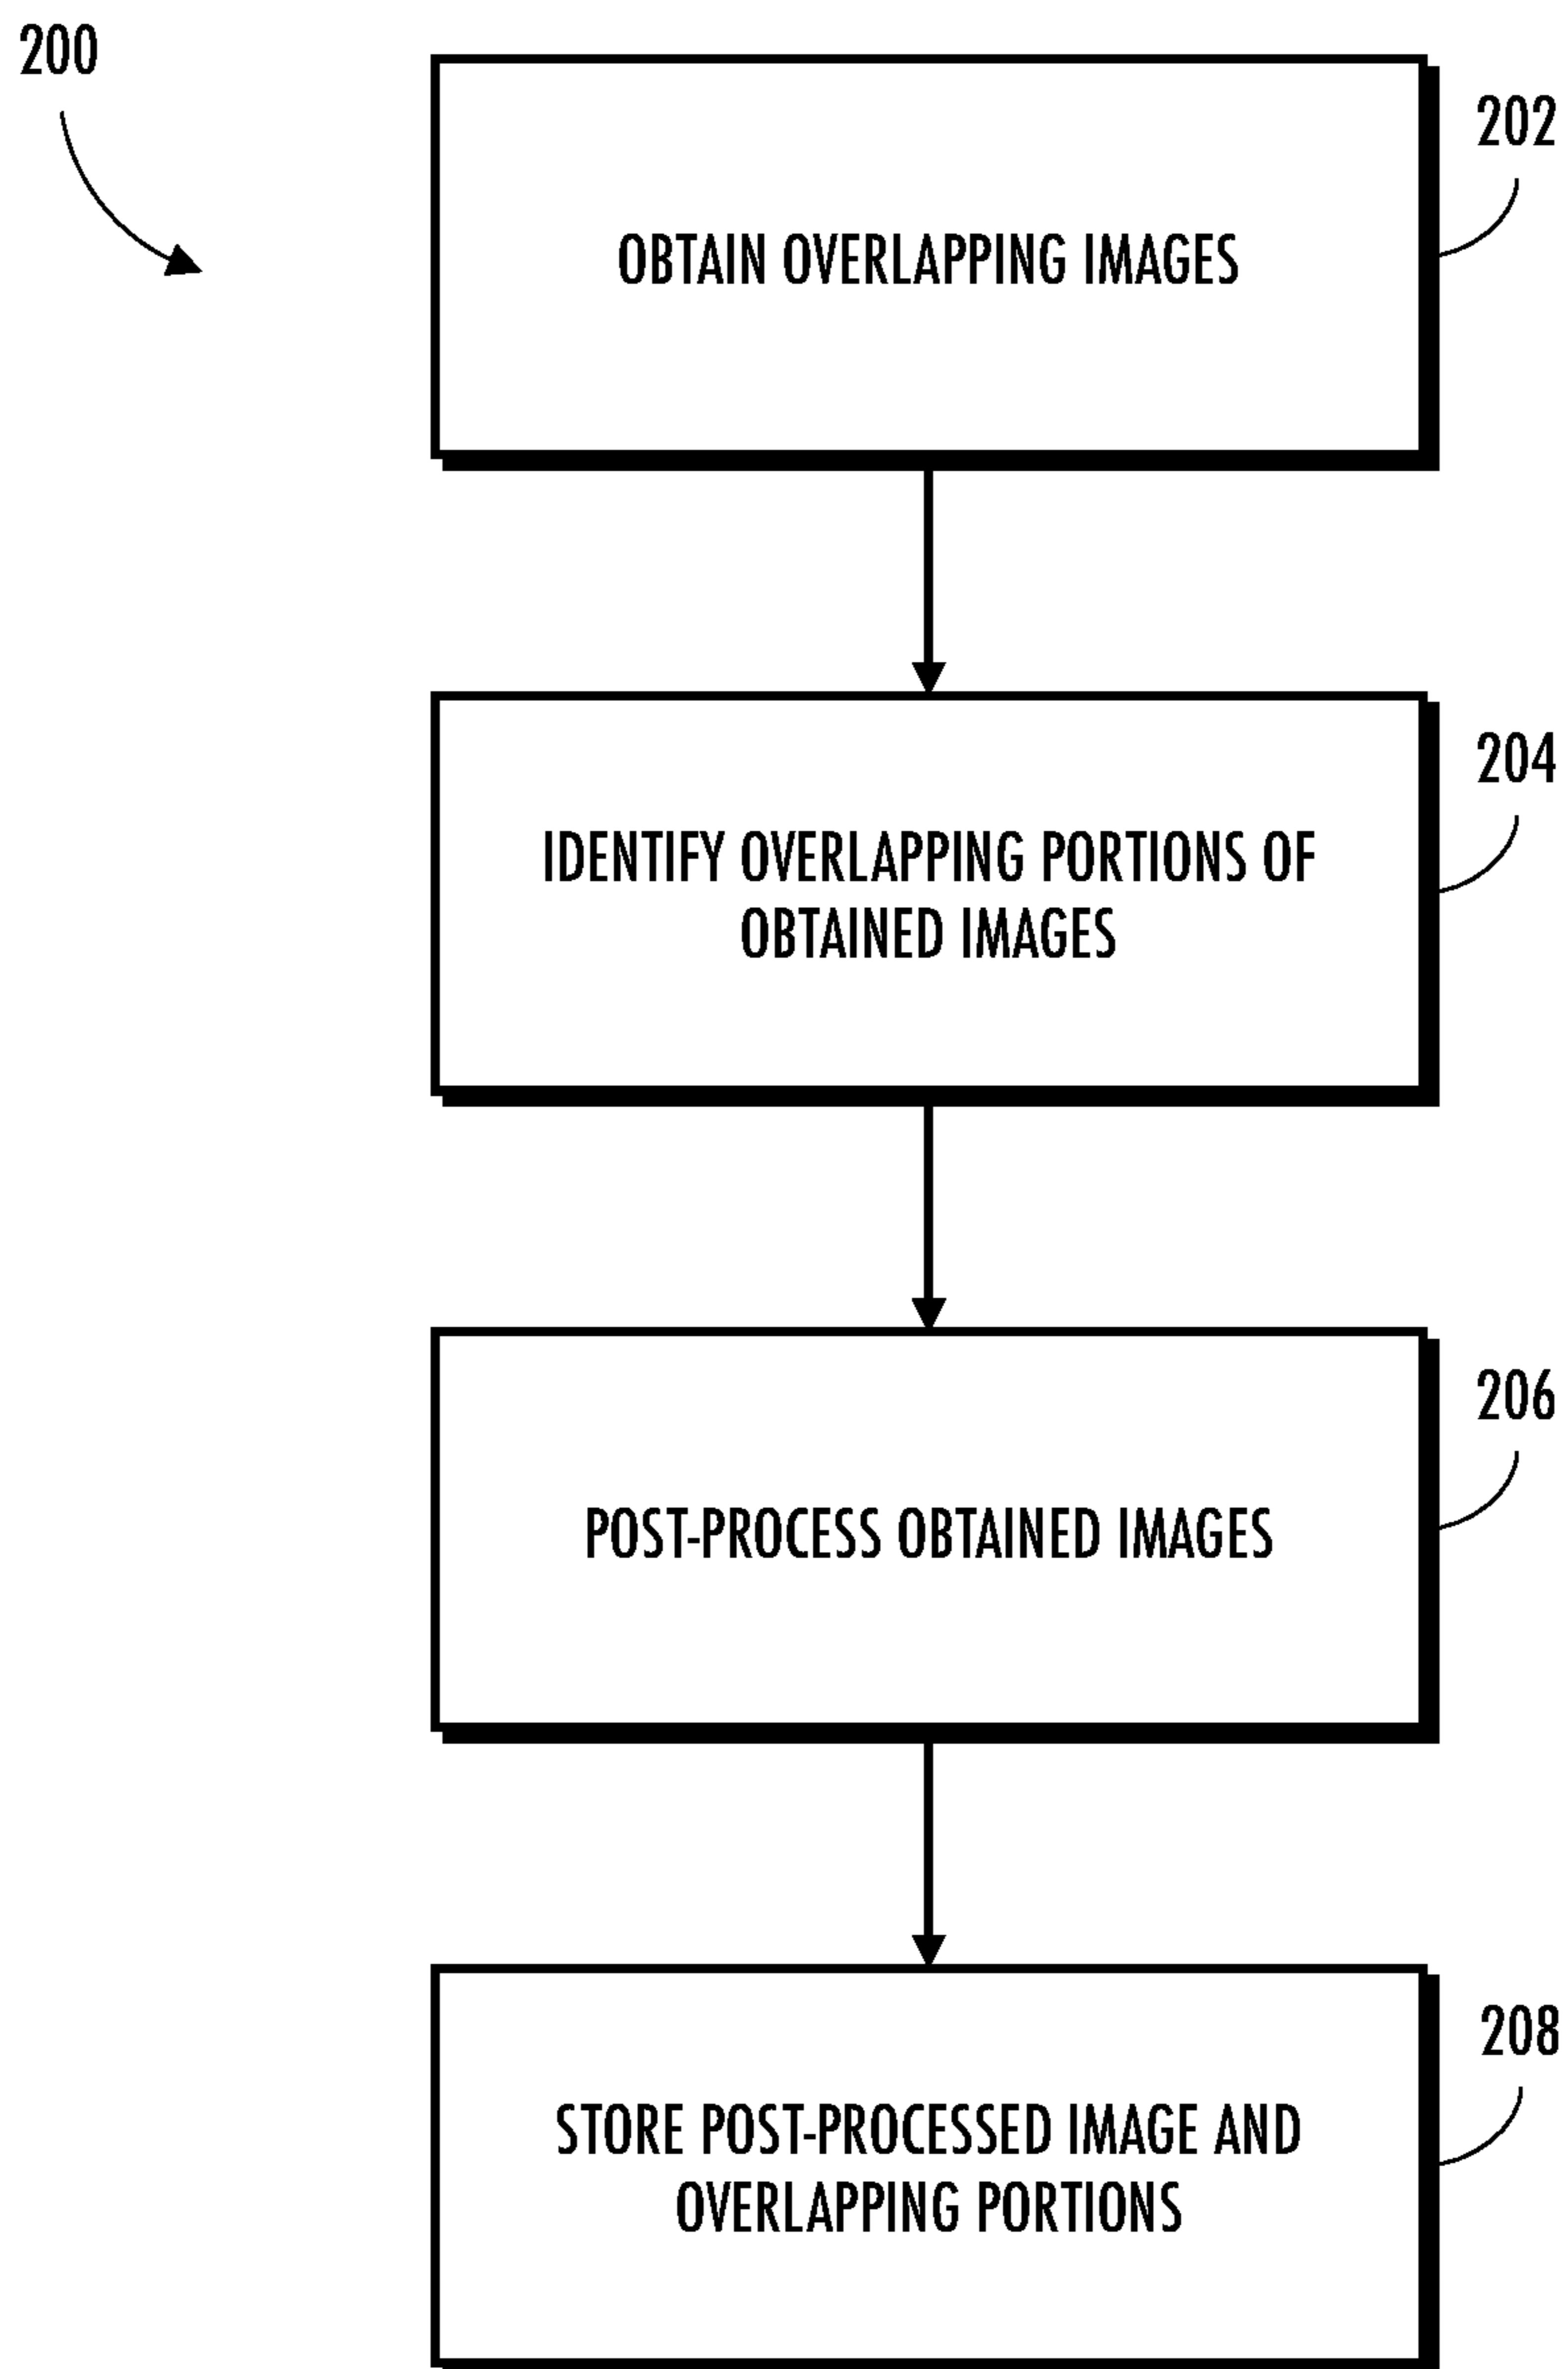 200
202
OBTAIN OVERLAPPING IMAGES
204
IDENTIFY OVERLAPPING PORTIONS OF
OBTAINED IMAGES
206
POST-PROCESS OBTAINED IMAGES
208
STORE POST-PROCESSED IMAGE AND
OVERLAPPING PORTIONS